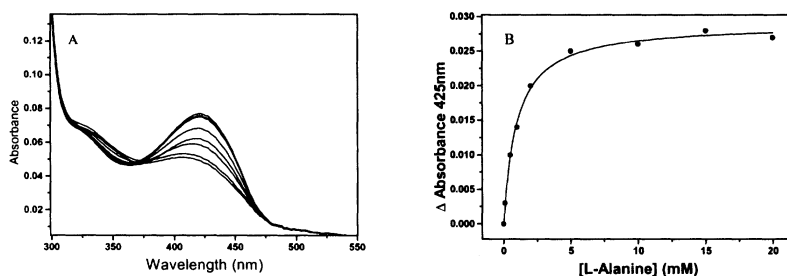 A
Absorbance
0.12
0.10
0.08
0.06
0.04
0.02
300 350 400 450 500 550
Wavelength (nm)
B
Δ Absorbance 425nm
0.030
0.025
0.020
0.015
0.010
0.005
0.000
0 5 10 15 20
[L-Alanine] (mM)